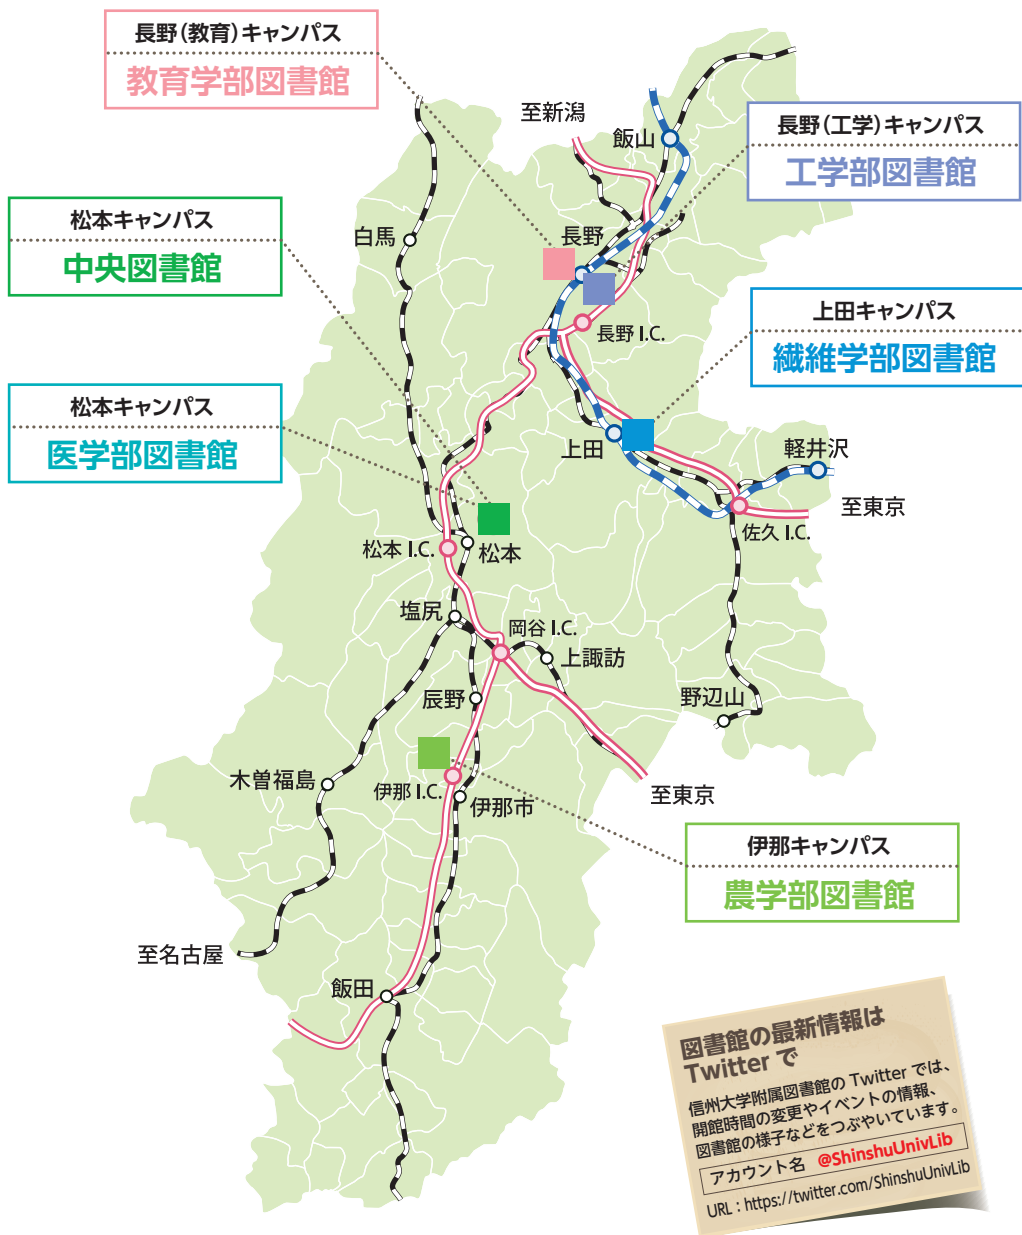 長野(教育)キャンパス
教育学部図書館
至新潟
飯山
長野(工学)キャンパス
工学部図書館
松本キャンパス
中央図書館
白馬
長野
長野 I.C.
上田キャンパス
繊維学部図書館
松本キャンパス
医学部図書館
上田
軽井沢
至東京
佐久 I.C.
松本 I.C.
松本
塩尻
岡谷 I.C.
上諏訪
辰野
野辺山
木曽福島
伊那 I.C.
伊那市
至東京
伊那キャンパス
農学部図書館
至名古屋
飯田
図書館の最新情報は
Twitter で
信州大学附属図書館の Twitter では、
開館時間の変更やイベントの情報、
図書館の様子などをつぶやいています。
アカウント名 @ShinshuUnivLib
URL : https://twitter.com/ShinshuUnivLib